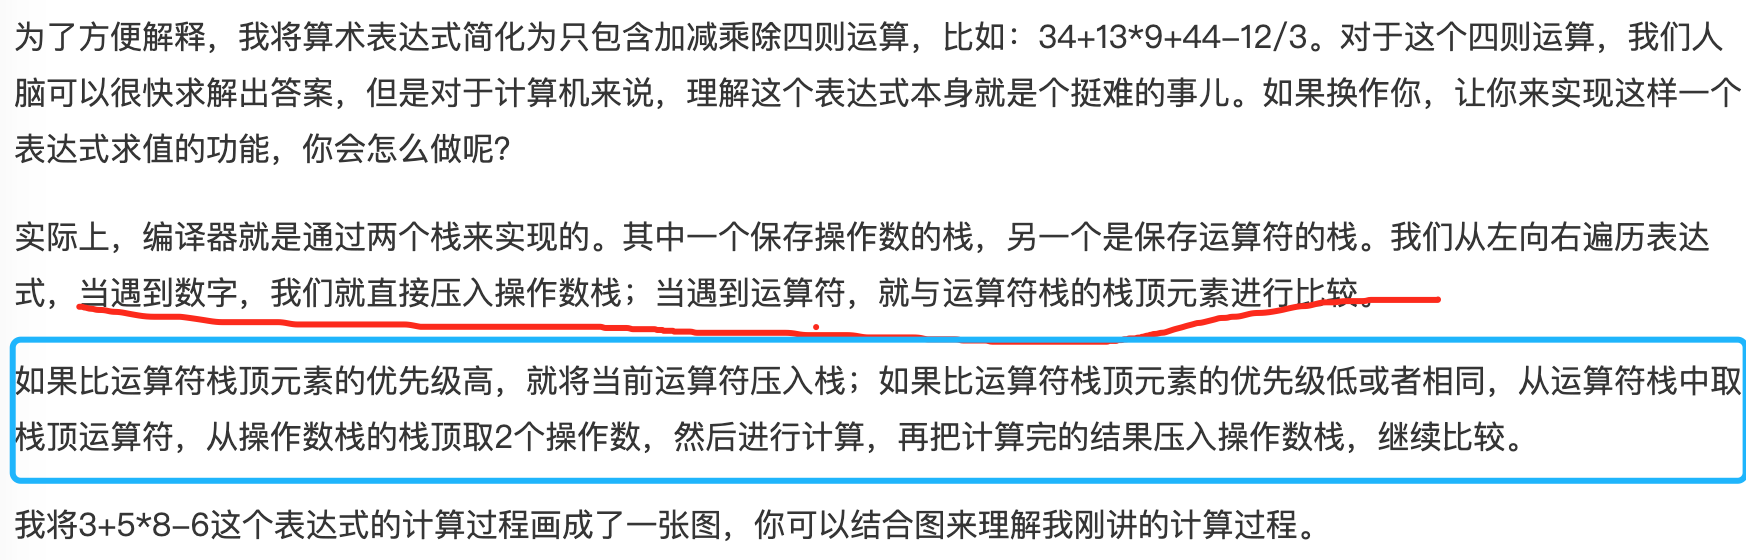 为了方便解释，我将算术表达式简化为只包含加减乘除四则运算，比如：34+13*9+44-12/3。对于这个四则运算，我们人
脑可以很快求解出答案，但是对于计算机来说，理解这个表达式本身就是个挺难的事儿。如果换作你，让你来实现这样一个
表达式求值的功能，你会怎么做呢?
实际上，编译器就是通过两个栈来实现的。其中一个保存操作数的栈，另一个是保存运算符的栈。我们从左向右遍历表达
式，当遇到数字，我们就直接压入操作数栈；当遇到运算符，就与运算符栈的栈顶元素进行比较。
如果比运算符栈顶元素的优先级高，就将当前运算符压入栈；如果比运算符栈顶元素的优先级低或者相同，从运算符栈中取
栈顶运算符，从操作数栈的栈顶取2个操作数，然后进行计算，再把计算完的结果压入操作数栈，继续比较。
我将3+5*8-6这个表达式的计算过程画成了一张图，你可以结合图来理解我刚讲的计算过程。